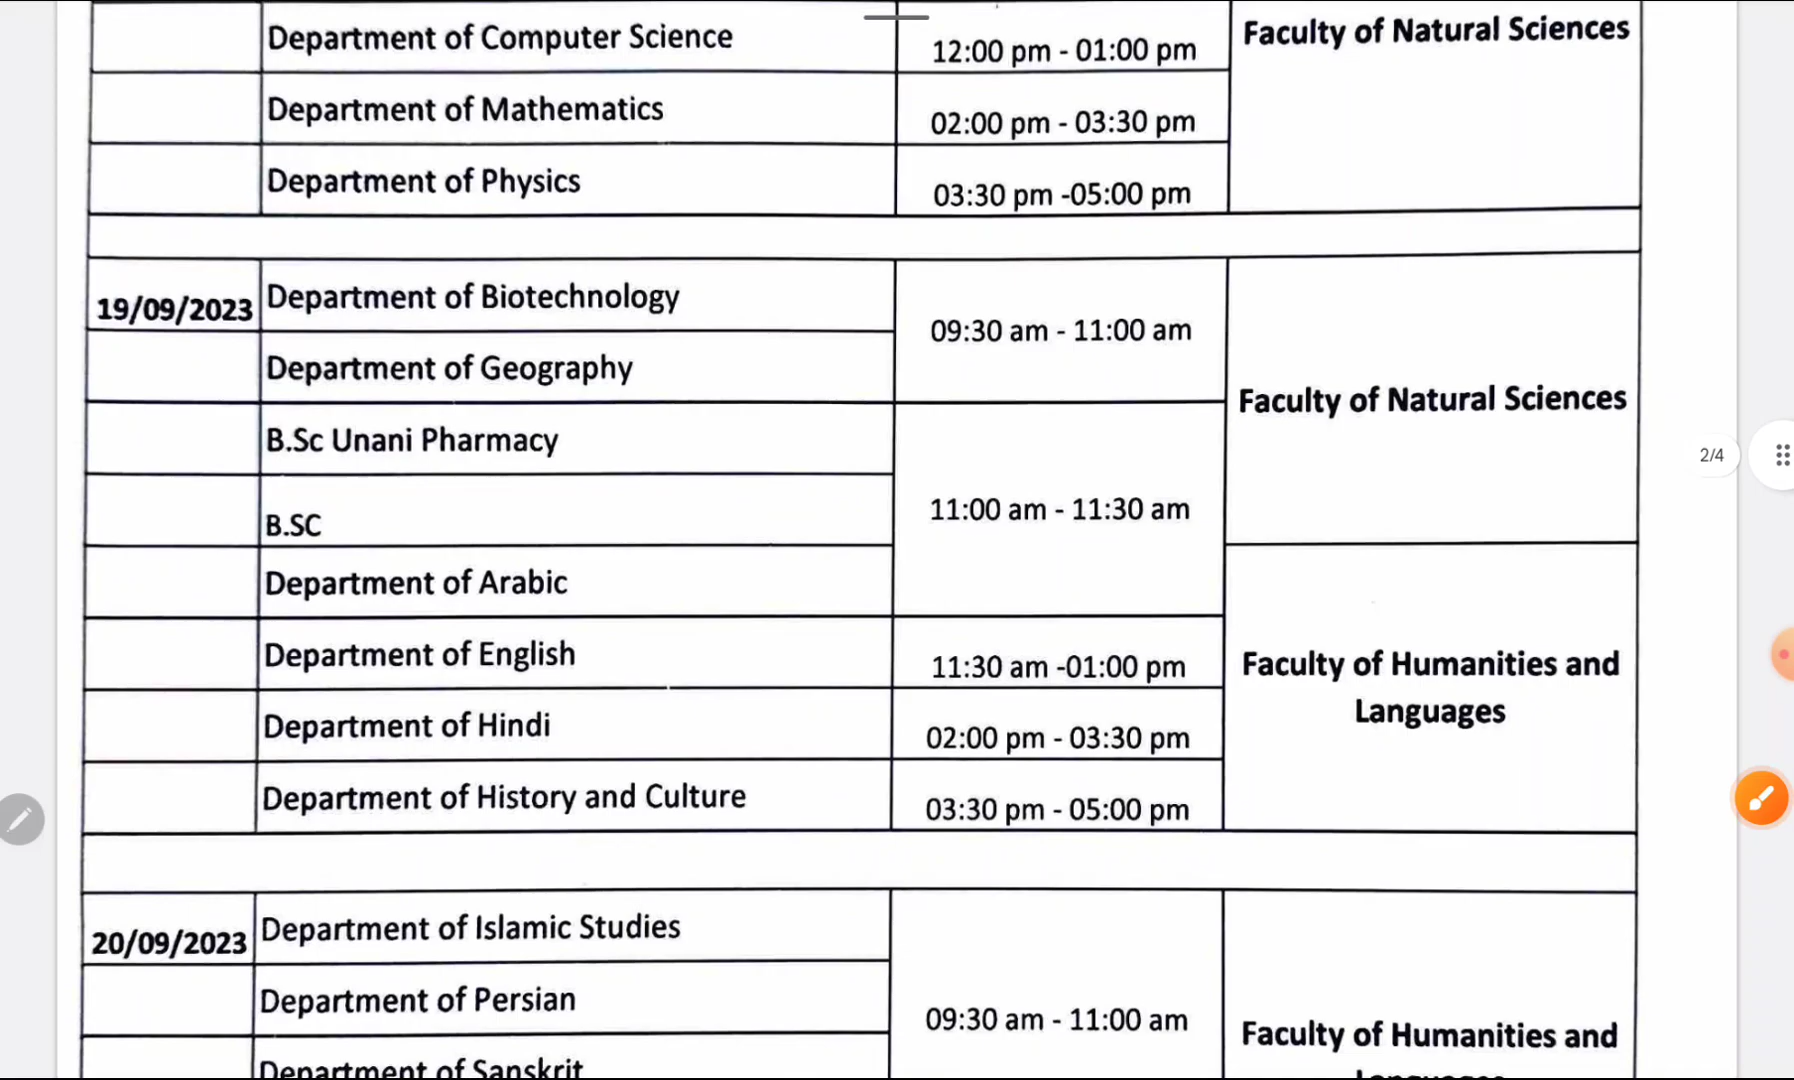 Department of Computer Science
12:00 pm - 01:00 pm
Faculty of Natural Sciences
Department of Mathematics
02:00 pm - 03:30 pm
Department of Physics
03:30 pm -05:00 pm
19/09/2023
Department of Biotechnology
09:30 am - 11:00 am
Department of Geography
Faculty of Natural Sciences
B.Sc Unani Pharmacy
2/4
11:00 am - 11:30 am
B.SC
Department of Arabic
Department of English
11:30 am -01:00 pm
Faculty of Humanities and
Languages
Department of Hindi
02:00 pm - 03:30 pm
Department of History and Culture
03:30 pm - 05:00 pm
20/09/2023
Department of Islamic Studies
Department of Persian
09:30 am - 11:00 am
Faculty of Humanities and
Department of Sanskrit